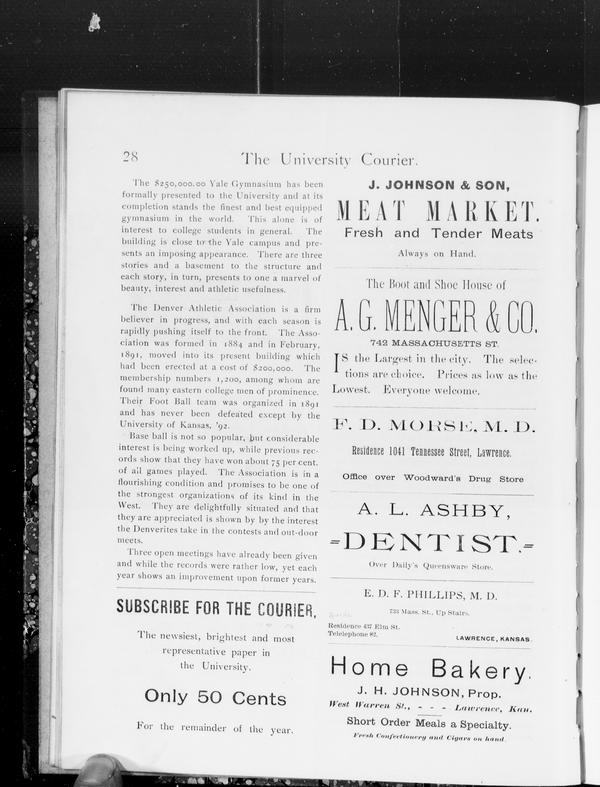 28
The University Courier.
The $250,000.00 Yale Gymnasium has been
formally presented to the University and at its
completion stands the finest and best equipped
gymnasium in the world. This alone is of
interest to college students in general. The
building is close to the Yale campus and pre-
sents an imposing appearance. There are three
stories and a basement to the structure and
each story, in turn, presents to one a marvel of
beauty, interest and athletic usefulness.
The Denver Athletic Association is a firm
believer in progress, and with each season is
rapidly pushing itself to the front. The Asso-
ciation was formed in 1884 and in February,
1891, moved into its present building which
had been erected at a cost of $200,000. The
membership numbers 1,200, among whom are
found many eastern college men of prominence.
Their Foot Ball team was organized in 1891
and has never been defeated except by the
University of Kansas, '92.
Base ball is not so popular, but considerable
interest is being worked up, while previous rec-
ords show that they have won about 75 per cent.
of all games played. The Association is in a
flourishing condition and promises to be one of
the strongest organizations of its kind in the
West. They are delightfully situated and that
they are appreciated is shown by by the interest
the Denverites take in the contests and out-door
meets.
Three open meetings have already been given
and while the records were rather low, yet each
year shows an improvement upon former years.
SUBSCRIBE FOR THE COURIER,
The newsiest, brightest and most
representative paper in
the University.
Only 50 Cents
For the remainder of the year.
J. JOHNSON & SON,
MEAT MARKET.
Fresh and Tender Meats
Always on Hand.
The Boot and Shoe House of
A. G. MENGER & CO.
742 MASSACHUSETTS ST.
IS the Largest in the city. The selec-
tions are choice. Prices as low as the
Lowest. Everyone welcome.
F. D. MORSE, M. D.
Residence 1041 Tennessee Street, Lawrence.
Office over Woodward's Drug Store
A. L. ASHBY,
=DENTIST.=
Over Daily's Queensware Store.
E. D. F. PHILLIPS, M. D.
733 Mass. St., Up Stairs.
Residence 437 Elm St.
Telelephone 82.
LAWRENCE, KANSAS.
Home Bakery.
J. H. JOHNSON, Prop.
West Warren St., - - - Lawrence, Kan.
Short Order Meals a Specialty.
Fresh Confectionery and Cigars on hand.